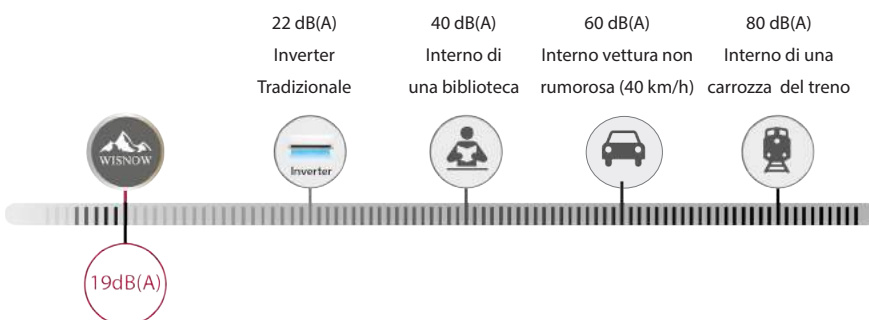 22 dB(A)
Inverter
Tradizionale
40 dB(A)
Interno di
una biblioteca
60 dB(A)
Interno vettura non
rumorosa (40 km/h)
80 dB(A)
Interno di una
carrozza del treno
WISNOW
Inverter
19dB(A)